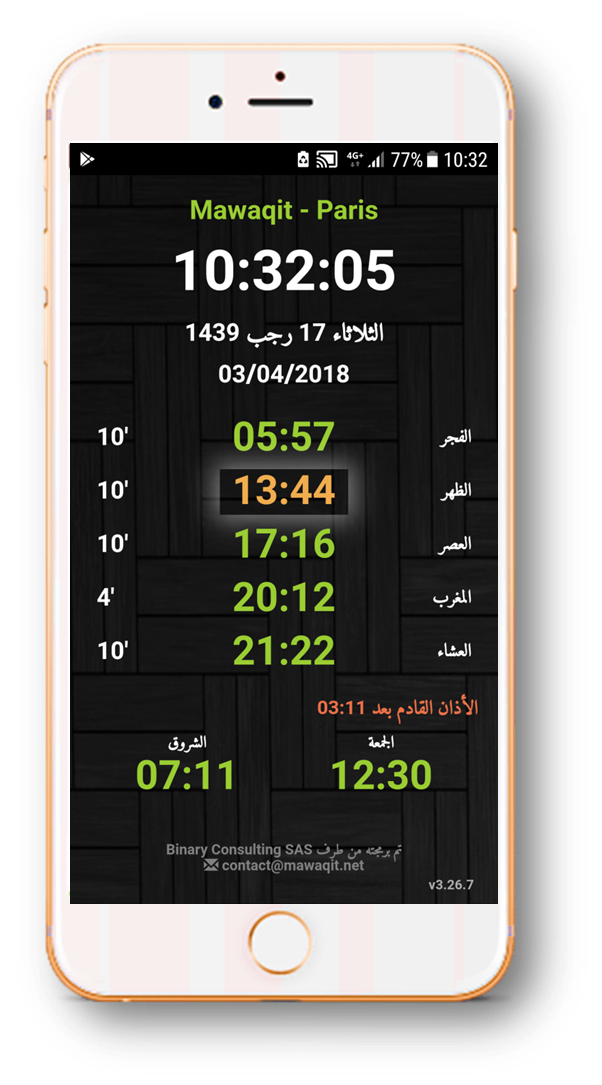 4G+ 77% 10:32
Mawaqit - Paris
10:32:05
الثلاثاء 17 رجب 1439
03/04/2018
الفجر 05:57 10'
الظهر 13:44 10'
العصر 17:16 10'
المغرب 20:12 4'
العشاء 21:22 10'
الأذان القادم بعد 03:11
الشروق الجمعة
07:11 12:30
تم برمجته من طرف Binary Consulting SAS
contact@mawaqit.net
v3.26.7